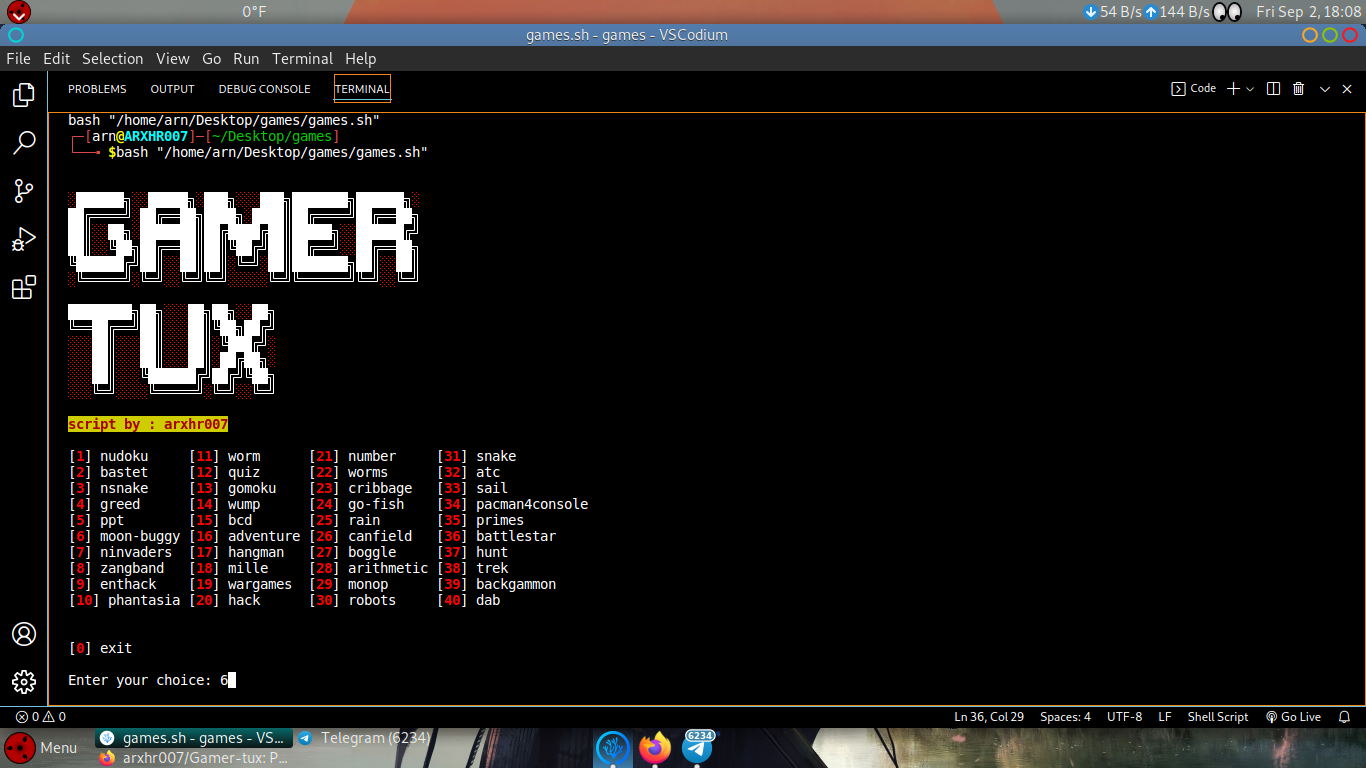 0°F
54 B/s 144 B/s Fri Sep 2, 18:08
games.sh - games - VSCodium
File Edit Selection View Go Run Terminal Help
PROBLEMS OUTPUT DEBUG CONSOLE TERMINAL Code
bash "/home/arn/Desktop/games/games.sh"
[arn@ARXHR007]─[~/Desktop/games]
$bash "/home/arn/Desktop/games/games.sh"
GAMER
TUX
script by : arxhr007
[1] nudoku [11] worm [21] number [31] snake
[2] bastet [12] quiz [22] worms [32] atc
[3] nsnake [13] gomoku [23] cribbage [33] sail
[4] greed [14] wump [24] go-fish [34] pacman4console
[5] ppt [15] bcd [25] rain [35] primes
[6] moon-buggy [16] adventure [26] canfield [36] battlestar
[7] ninvaders [17] hangman [27] boggle [37] hunt
[8] zangband [18] mille [28] arithmetic [38] trek
[9] enthack [19] wargames [29] monop [39] backgammon
[10] phantasia [20] hack [30] robots [40] dab
[0] exit
Enter your choice: 6
0 0 Ln 36, Col 29 Spaces: 4 UTF-8 LF Shell Script Go Live
Menu games.sh - games - VS... Telegram (6234)
arxhr007/Gamer-tux: P...
6234